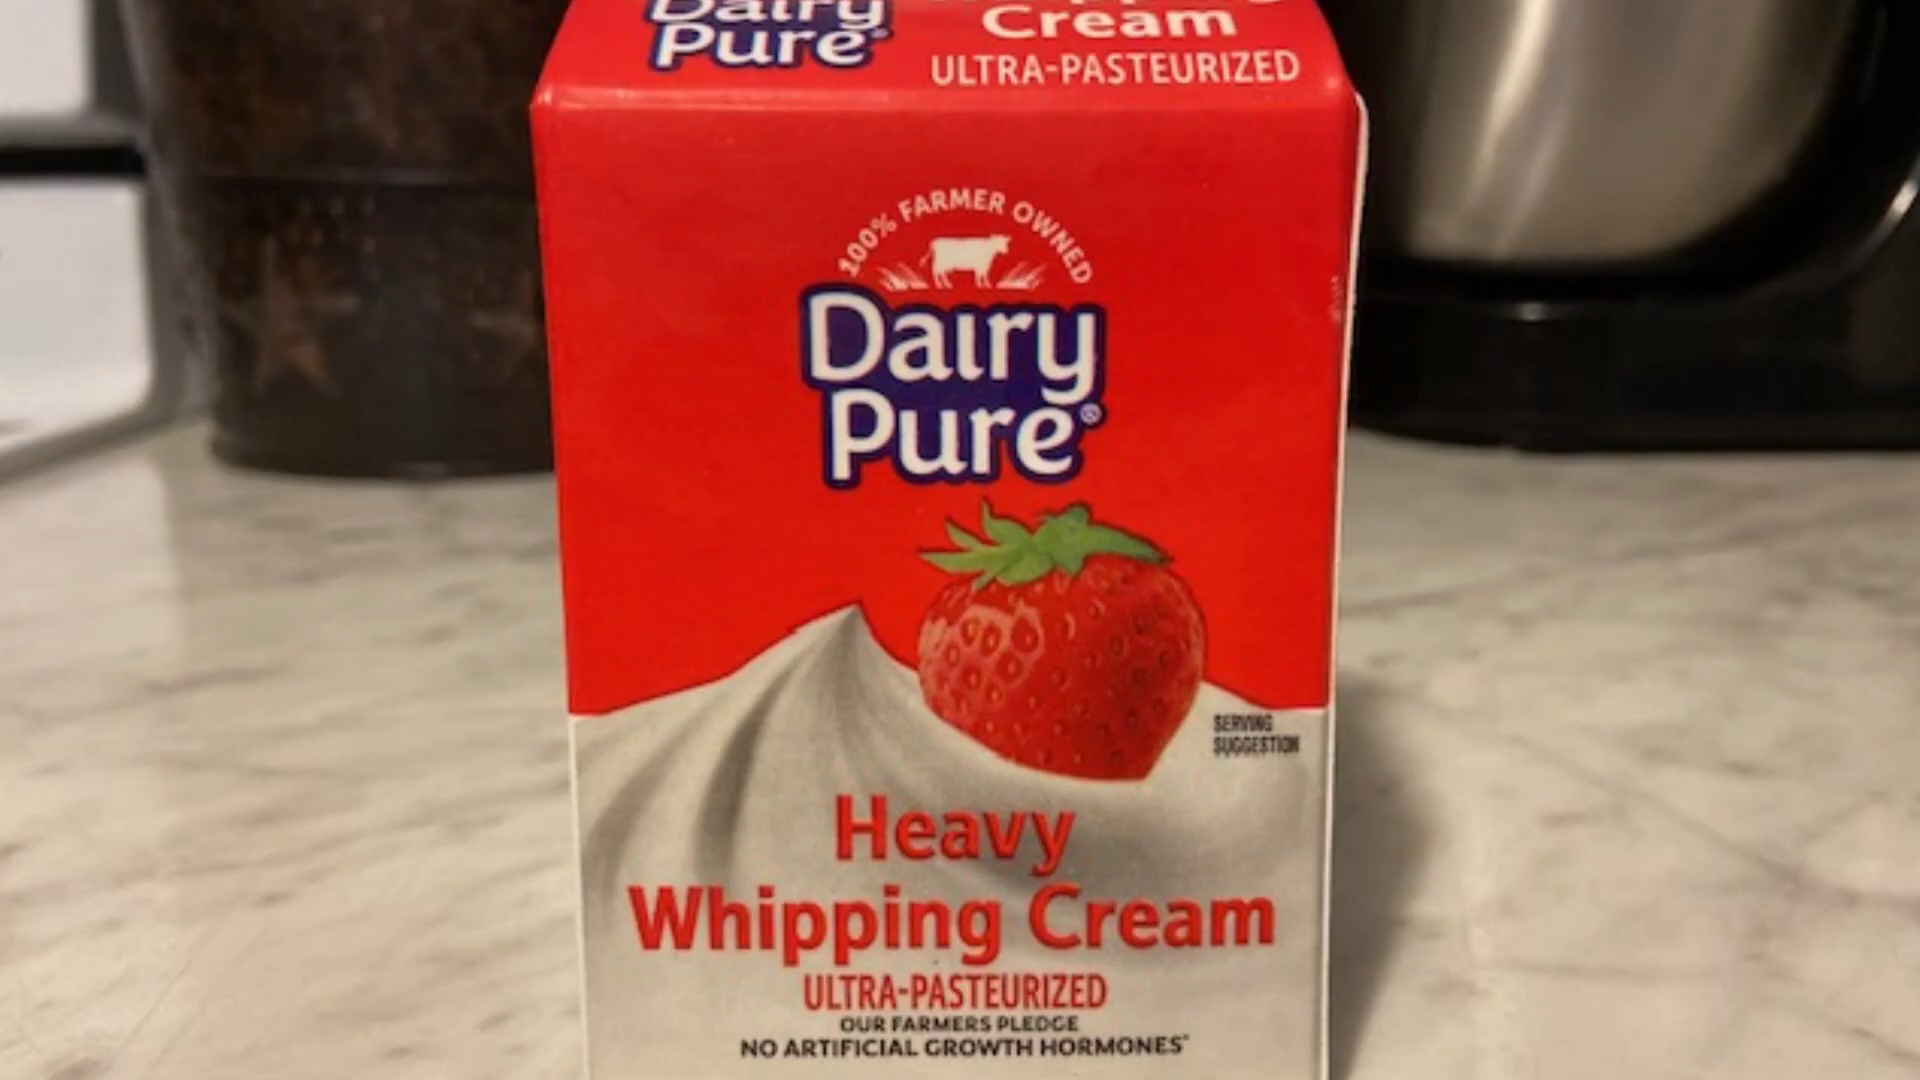 Dairy
Pure®
Cream
ULTRA-PASTEURIZED
100% FARMER OWNED
Dairy
Pure®
SERVING
SUGGESTION
Heavy
Whipping Cream
ULTRA-PASTEURIZED
OUR FARMERS PLEDGE
NO ARTIFICIAL GROWTH HORMONES*